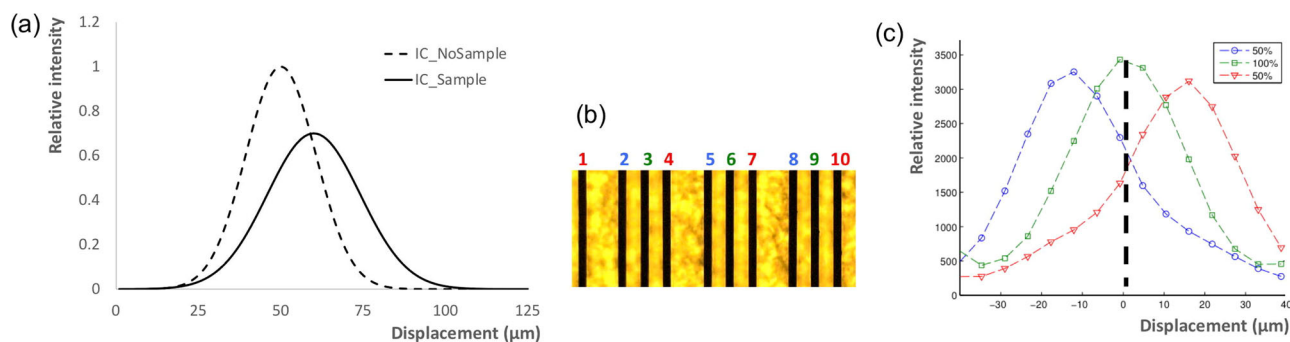 (a)
Relative intensity
1.2
1
0.8
0.6
0.4
0.2
0
0 25 50 75 100 125
Displacement (µm)
IC_NoSample
IC_Sample
(b)
1 2 3 4 5 6 7 8 9 10
(c)
Relative intensity
3500
3000
2500
2000
1500
1000
500
0
−30 −20 −10 0 10 20 30 40
Displacement (µm)
50%
100%
50%